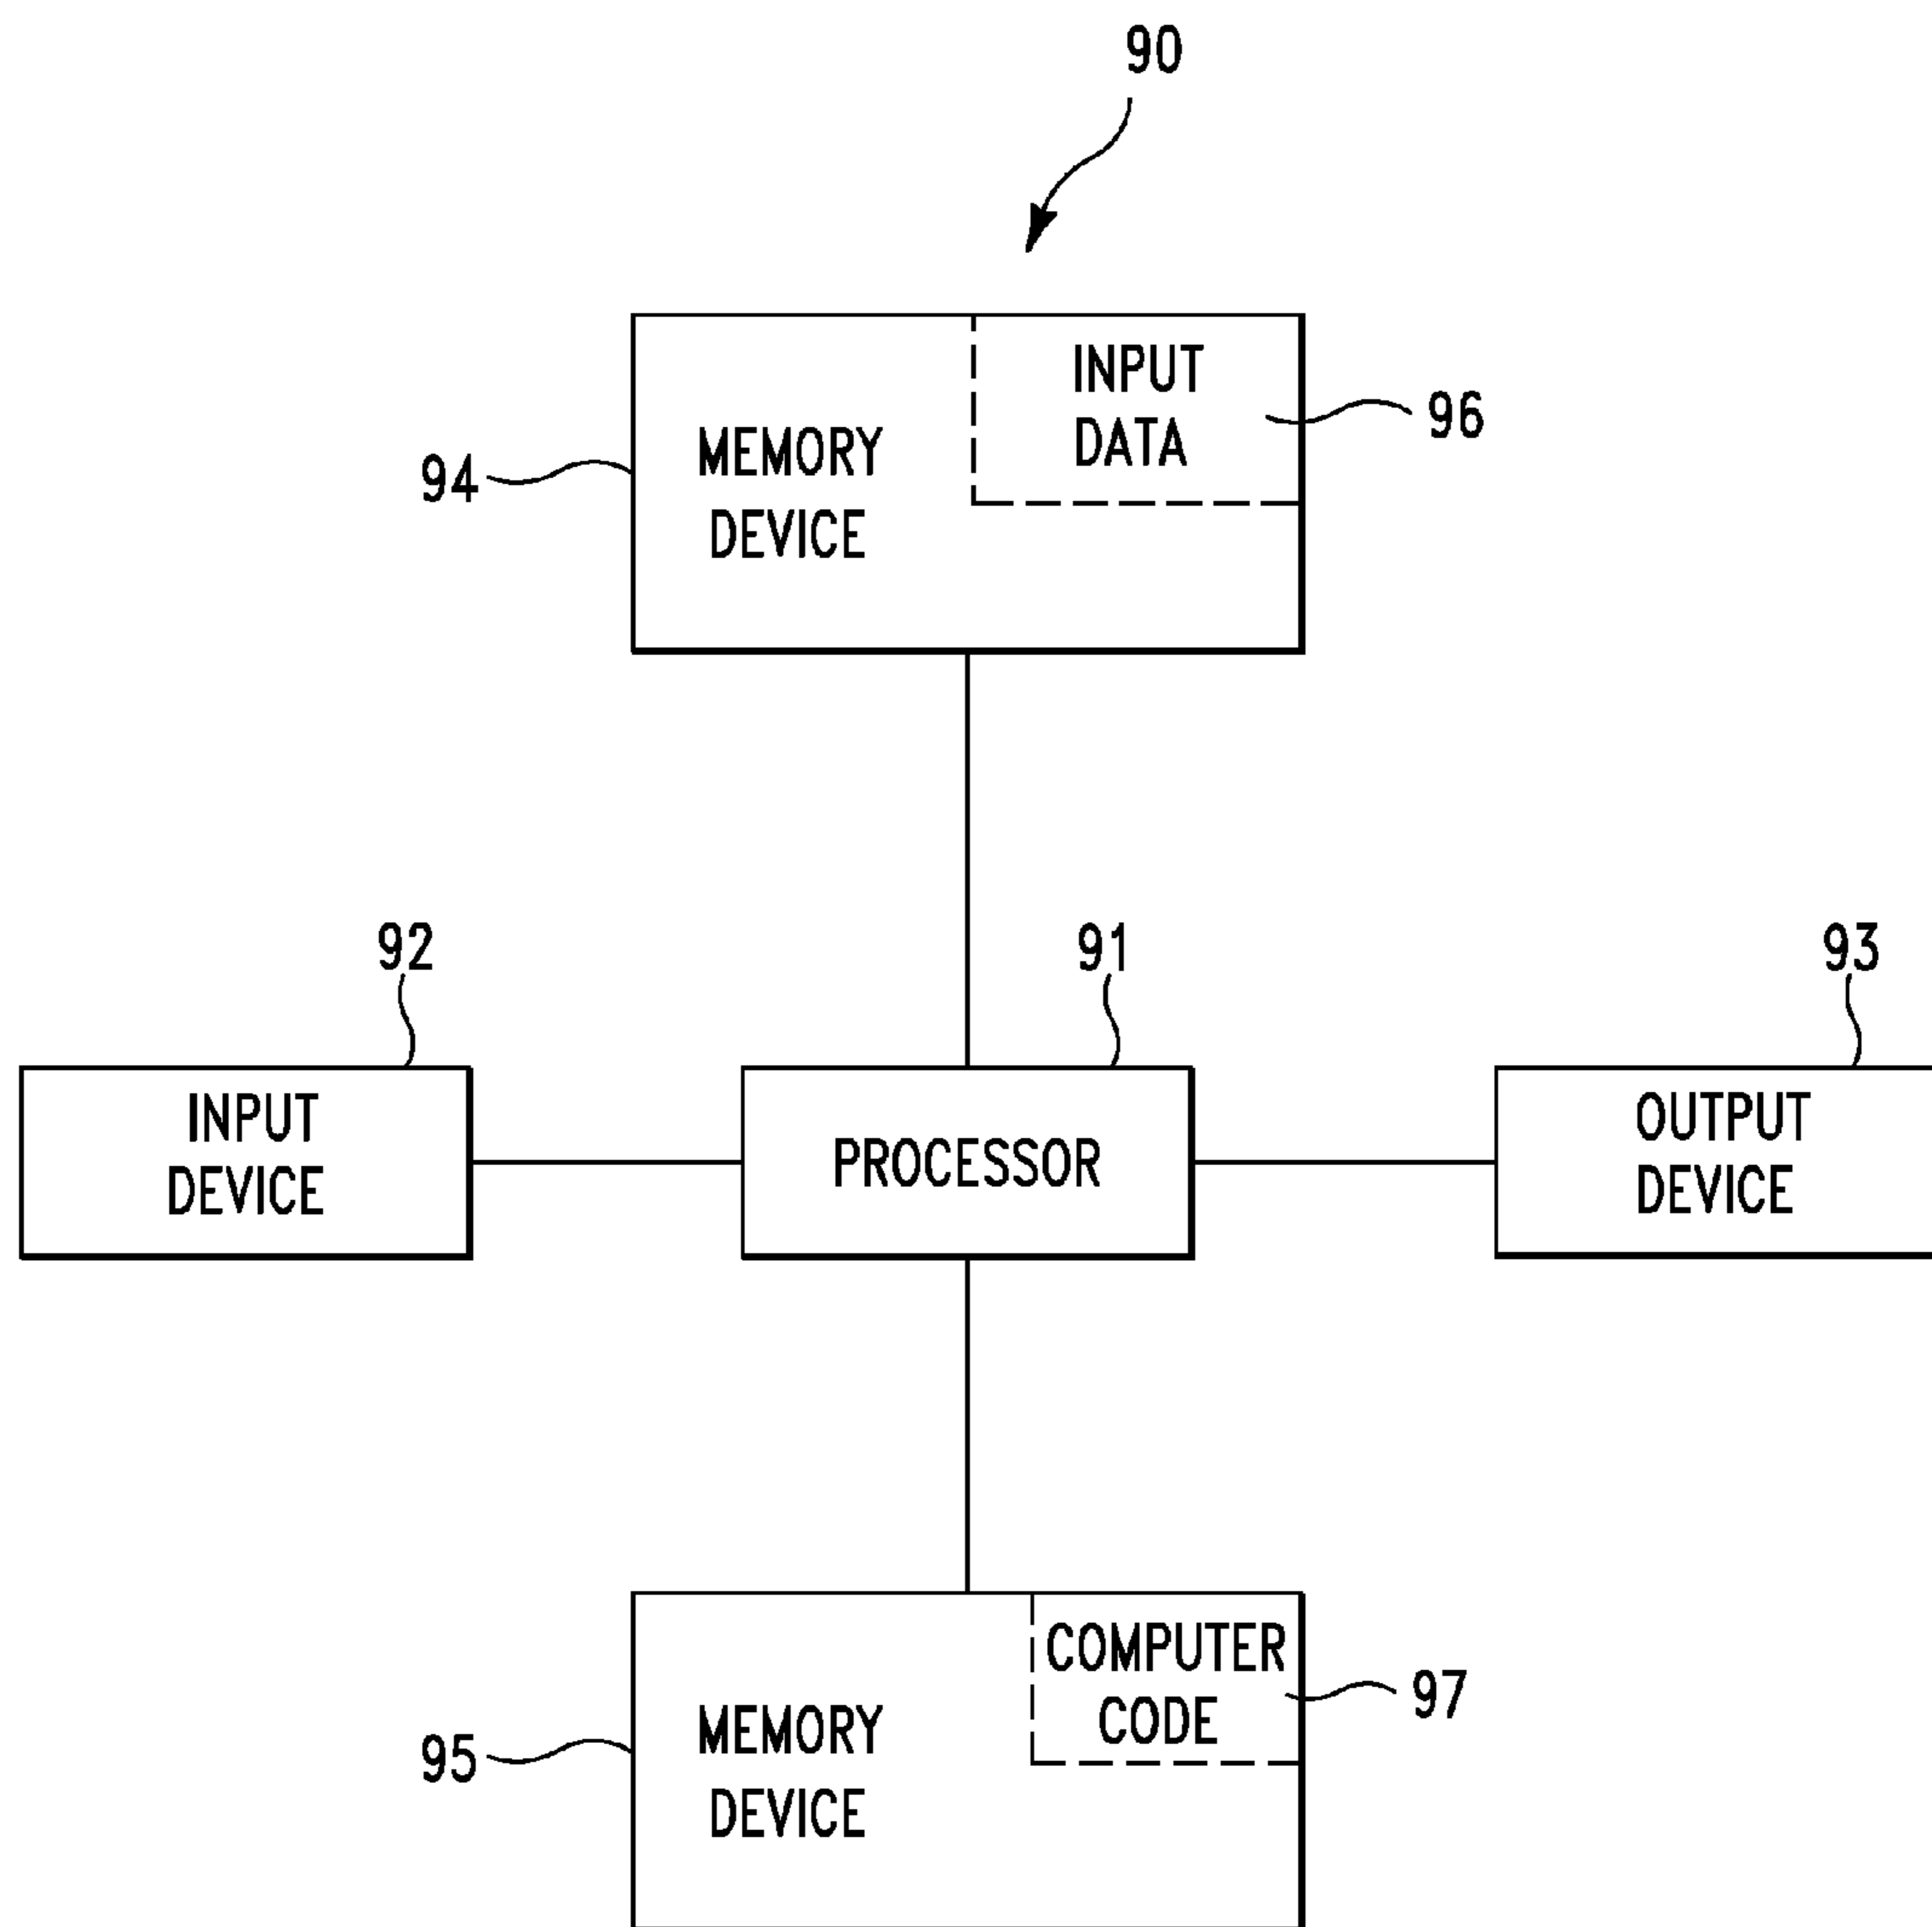 90
INPUT
DATA
96
MEMORY
DEVICE
94
92
91
93
INPUT
DEVICE
PROCESSOR
OUTPUT
DEVICE
COMPUTER
CODE
97
MEMORY
DEVICE
95